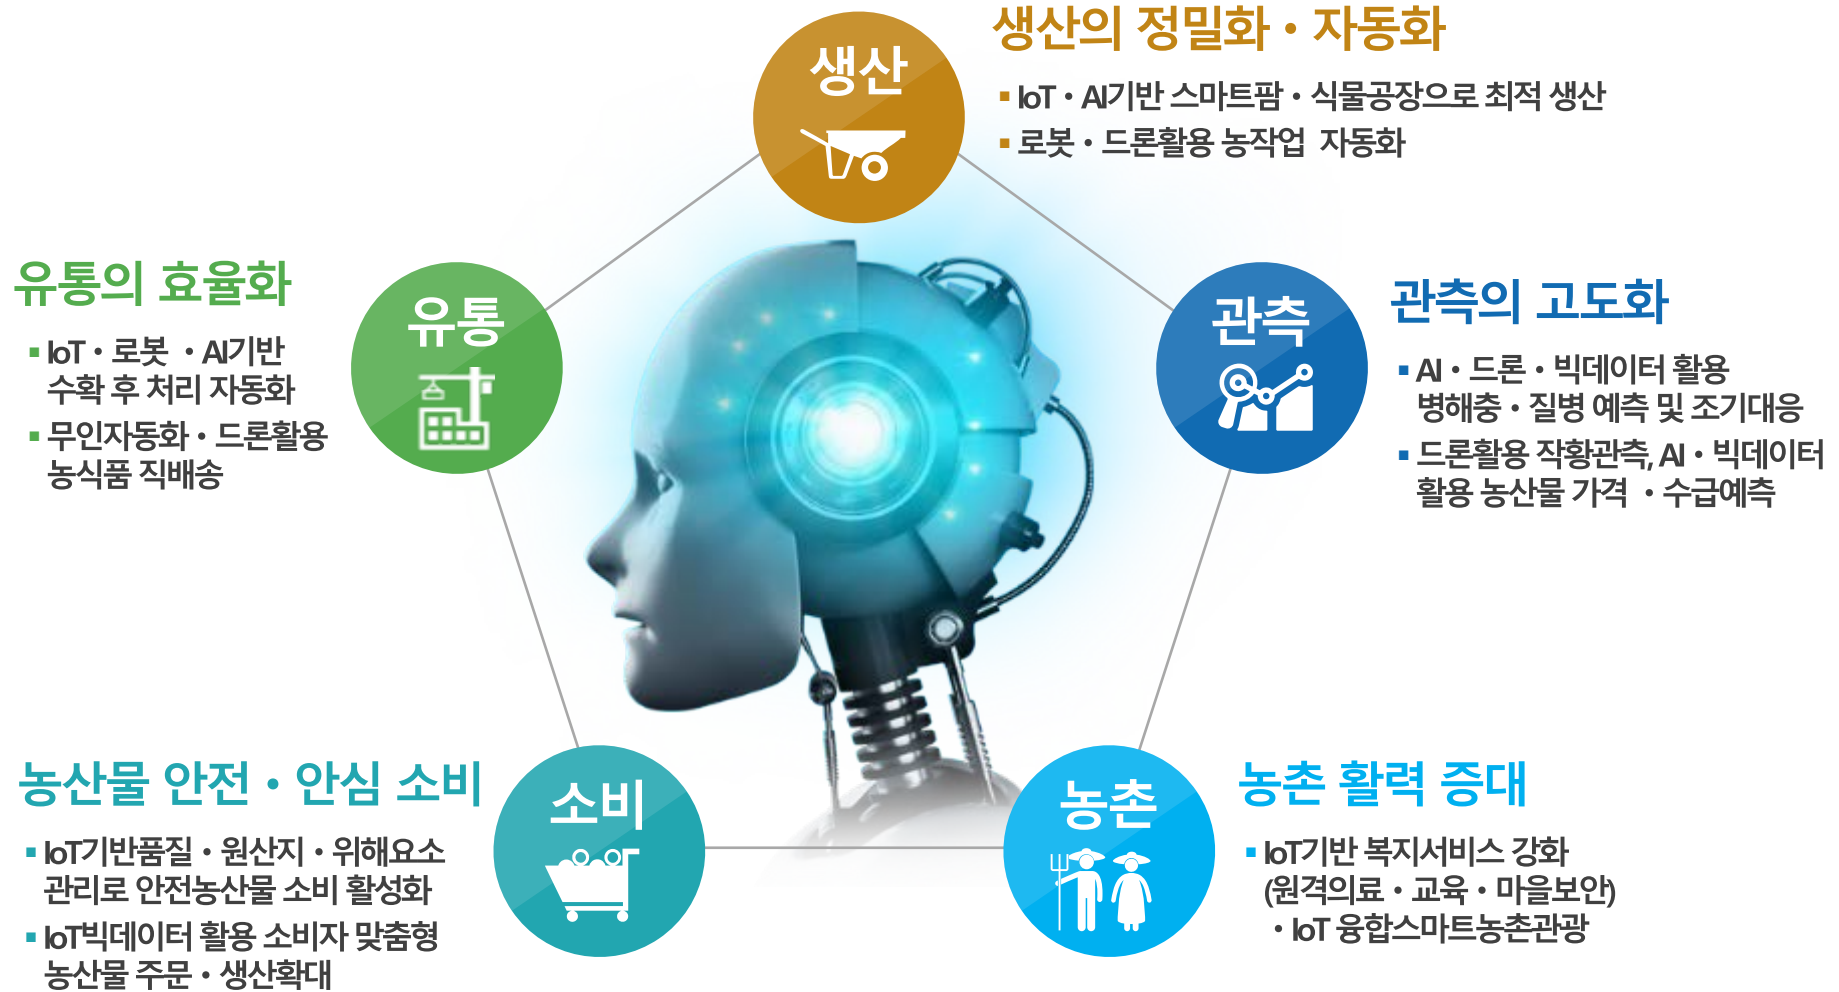 생산
생산의 정밀화・자동화
▪ IoT・AI기반 스마트팜・식물공장으로 최적 생산
▪ 로봇・드론활용 농작업 자동화
유통의 효율화
▪ IoT・로봇 ・AI기반
수확 후 처리 자동화
▪ 무인자동화・드론활용
농식품 직배송
유통
관측
관측의 고도화
▪ AI・드론・빅데이터 활용
병해충・질병 예측 및 조기대응
▪ 드론활용 작황관측, AI・빅데이터
활용 농산물 가격 ・수급예측
농산물 안전・안심 소비
▪ IoT기반품질・원산지・위해요소
관리로 안전농산물 소비 활성화
▪ IoT빅데이터 활용 소비자 맞춤형
농산물 주문・생산확대
소비
농촌
농촌 활력 증대
▪ IoT기반 복지서비스 강화
(원격의료・교육・마을보안)
・IoT 융합스마트농촌관광